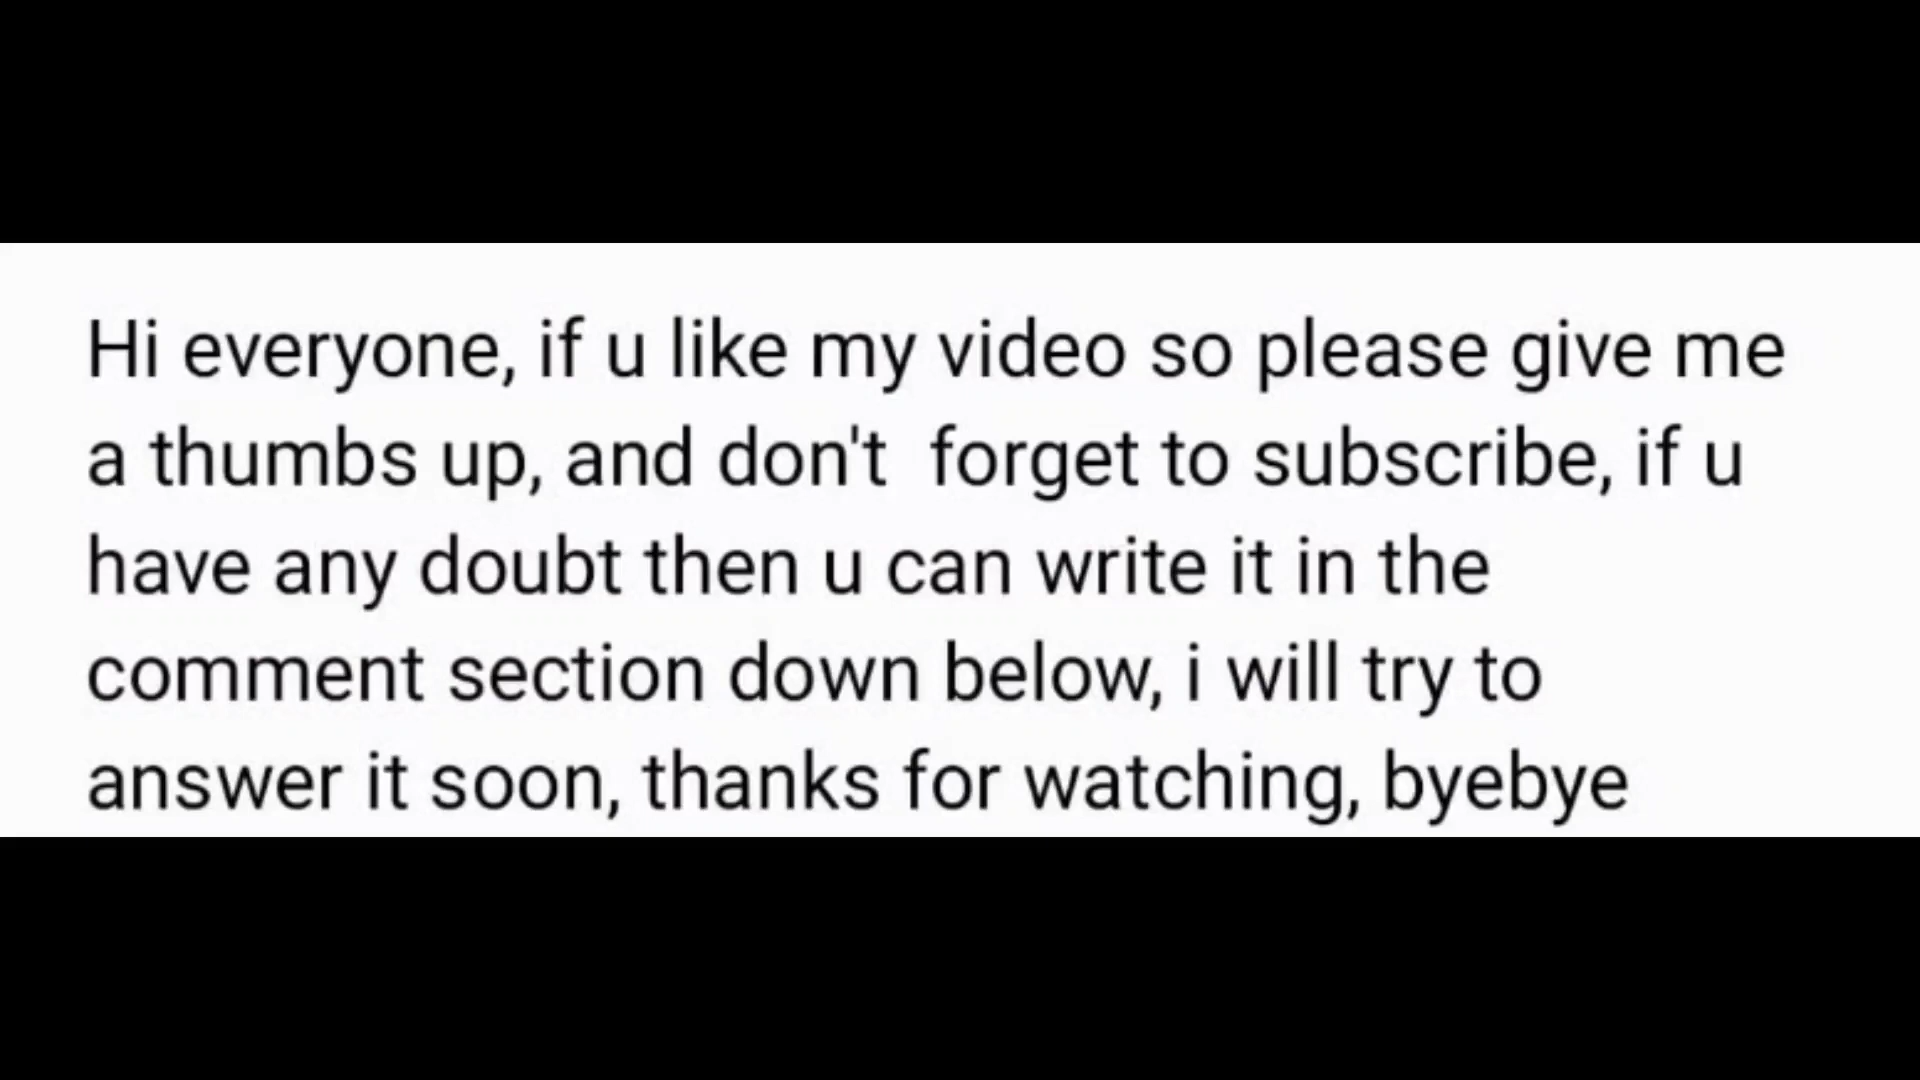 Hi everyone, if u like my video so please give me
a thumbs up, and don't  forget to subscribe, if u
have any doubt then u can write it in the
comment section down below, i will try to
answer it soon, thanks for watching, byebye